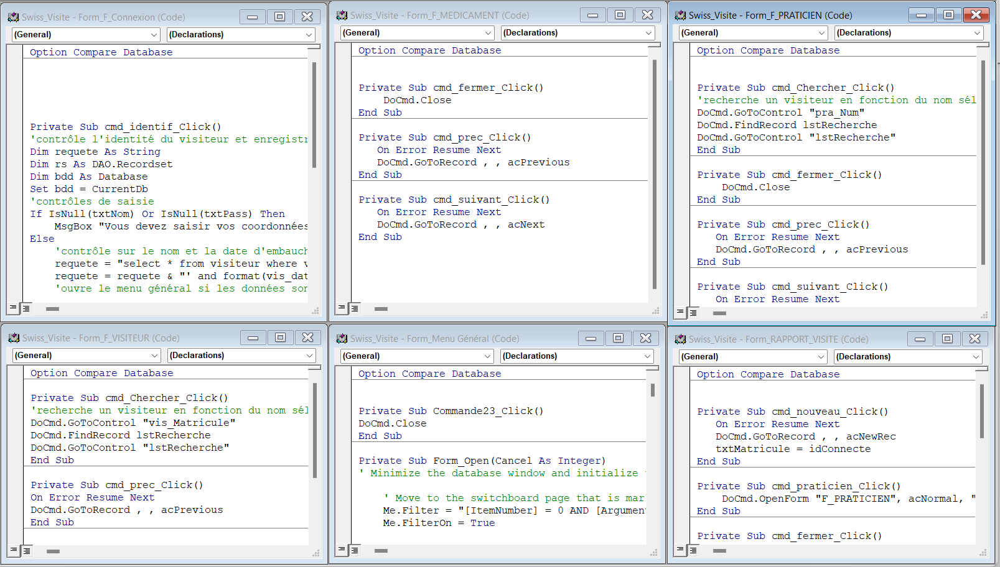 Swiss_Visite - Form_F_Connexion (Code)
(General)
(Declarations)
Option Compare Database
Private Sub cmd_identif_Click()
'contrôle l'identité du visiteur et enregistr
Dim requete As String
Dim rs As DAO.Recordset
Dim bdd As Database
Set bdd = CurrentDb
'contrôles de saisie
If IsNull(txtNom) Or IsNull(txtPass) Then
MsgBox "Vous devez saisir vos coordonnées
Else
'contrôle sur le nom et la date d'embauch
requete = "select * from visiteur where v
requete = requete & "' and format(vis_dat
'ouvre le menu général si les données son
Swiss_Visite - Form_F_MEDICAMENT (Code)
(General)
(Declarations)
Option Compare Database
Private Sub cmd_fermer_Click()
DoCmd.Close
End Sub
Private Sub cmd_prec_Click()
On Error Resume Next
DoCmd.GoToRecord , , acPrevious
End Sub
Private Sub cmd_suivant_Click()
On Error Resume Next
DoCmd.GoToRecord , , acNext
End Sub
Swiss_Visite - Form_F_PRATICIEN (Code)
(General)
(Declarations)
Option Compare Database
Private Sub cmd_Chercher_Click()
'recherche un visiteur en fonction du nom sél
DoCmd.GoToControl "pra_Num"
DoCmd.FindRecord lstRecherche
DoCmd.GoToControl "lstRecherche"
End Sub
Private Sub cmd_fermer_Click()
DoCmd.Close
End Sub
Private Sub cmd_prec_Click()
On Error Resume Next
DoCmd.GoToRecord , , acPrevious
End Sub
Private Sub cmd_suivant_Click()
On Error Resume Next
Swiss_Visite - Form_F_VISITEUR (Code)
(General)
(Declarations)
Option Compare Database
Private Sub cmd_Chercher_Click()
'recherche un visiteur en fonction du nom sél
DoCmd.GoToControl "vis_Matricule"
DoCmd.FindRecord lstRecherche
DoCmd.GoToControl "lstRecherche"
End Sub
Private Sub cmd_prec_Click()
On Error Resume Next
DoCmd.GoToRecord , , acPrevious
End Sub
Swiss_Visite - Form_Menu Général (Code)
(General)
(Declarations)
Option Compare Database
Private Sub Commande23_Click()
DoCmd.Close
End Sub
Private Sub Form_Open(Cancel As Integer)
' Minimize the database window and initialize
' Move to the switchboard page that is mar
Me.Filter = "[ItemNumber] = 0 AND [Argumen
Me.FilterOn = True
Swiss_Visite - Form_RAPPORT_VISITE (Code)
(General)
(Declarations)
Option Compare Database
Private Sub cmd_nouveau_Click()
On Error Resume Next
DoCmd.GoToRecord , , acNewRec
txtMatricule = idConnecte
End Sub
Private Sub cmd_praticien_Click()
DoCmd.OpenForm "F_PRATICIEN", acNormal, "
End Sub
Private Sub cmd_fermer_Click()